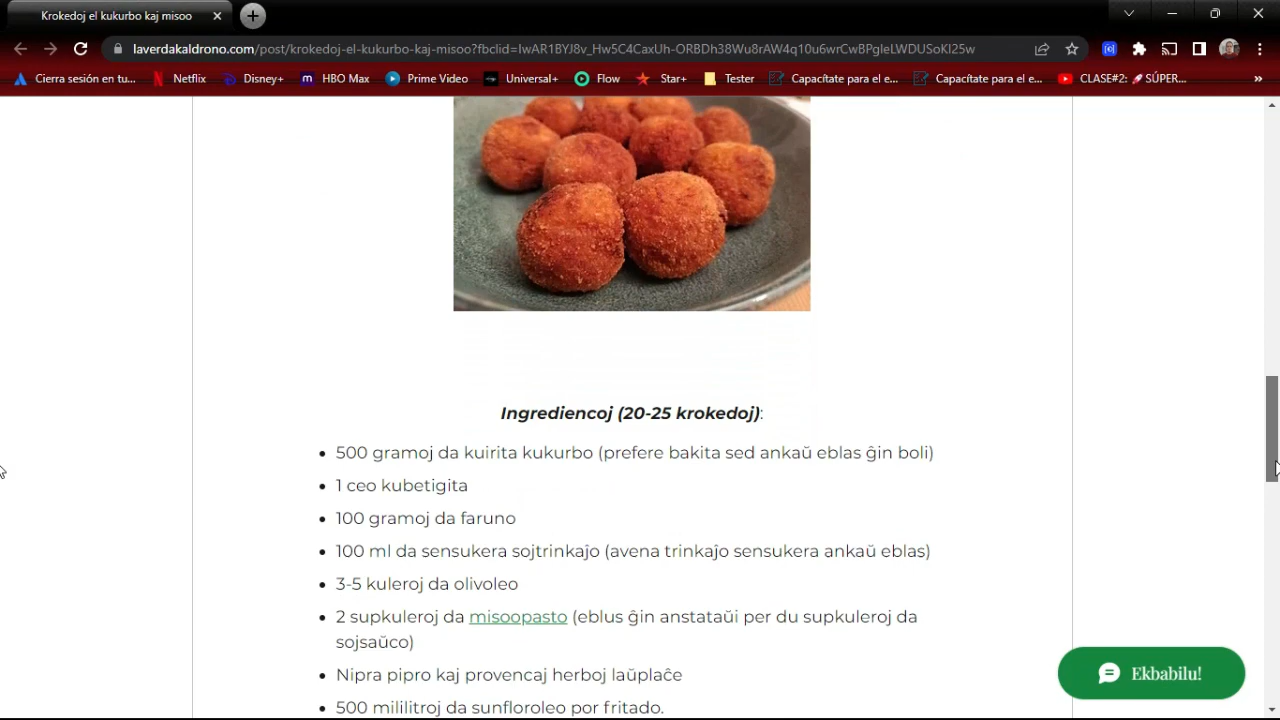 Krokedoj el kukurbo kaj misoo
laverdakaldrono.com/post/krokedoj-el-kukurbo-kaj-misoo?fbclid=IwAR1BYJ8v_Hw5C4CaxUh-ORBDh38Wu8rAW4q10u6wrCwBPgleLWDUSoKl25w
Cierra sesión en tu... Netflix Disney+ HBO Max Prime Video Universal+ Flow Star+ Tester Capacítate para el e... Capacítate para el e... CLASE#2: 🚀SÚPER... »
Ingrediencoj (20-25 krokedoj):
• 500 gramoj da kuirita kukurbo (prefere bakita sed ankaŭ eblas ĝin boli)
• 1 ceo kubetigita
• 100 gramoj da faruno
• 100 ml da sensukera sojtrinkaĵo (avena trinkaĵo sensukera ankaŭ eblas)
• 3-5 kuleroj da olivoleo
• 2 supkuleroj da misoopasto (eblus ĝin anstataŭi per du supkuleroj da
sojsaŭco)
• Nipra pipro kaj provencaj herboj laŭplaĉe
• 500 mililitroj da sunfloroleo por fritado.
Ekbabilu!